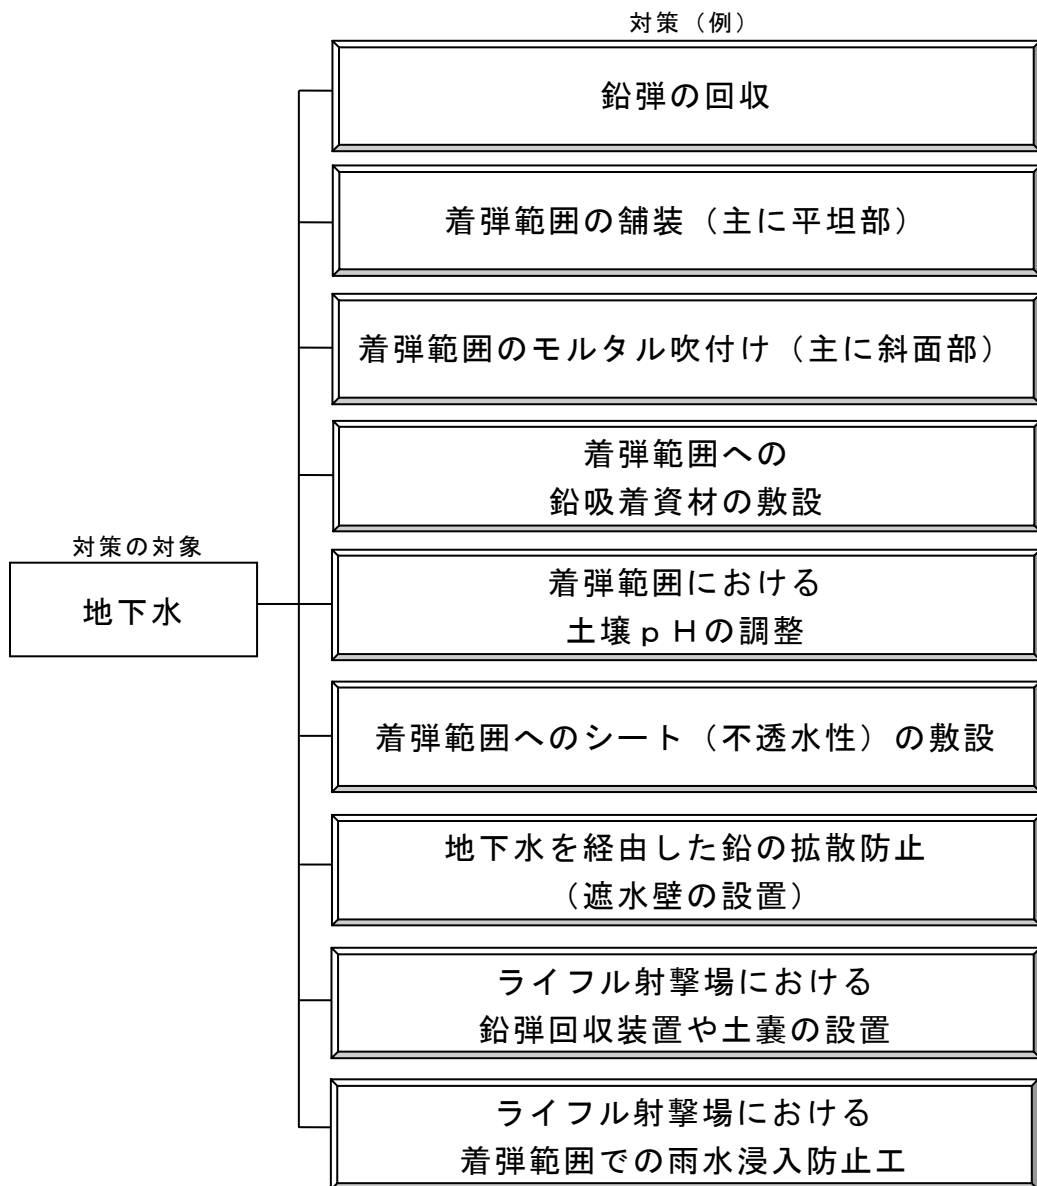 対策（例）
鉛弾の回収
着弾範囲の舗装（主に平坦部）
着弾範囲のモルタル吹付け（主に斜面部）
着弾範囲への
鉛吸着資材の敷設
対策の対象
地下水
着弾範囲における
土壌ｐＨの調整
着弾範囲へのシート（不透水性）の敷設
地下水を経由した鉛の拡散防止
（遮水壁の設置）
ライフル射撃場における
鉛弾回収装置や土嚢の設置
ライフル射撃場における
着弾範囲での雨水浸入防止工